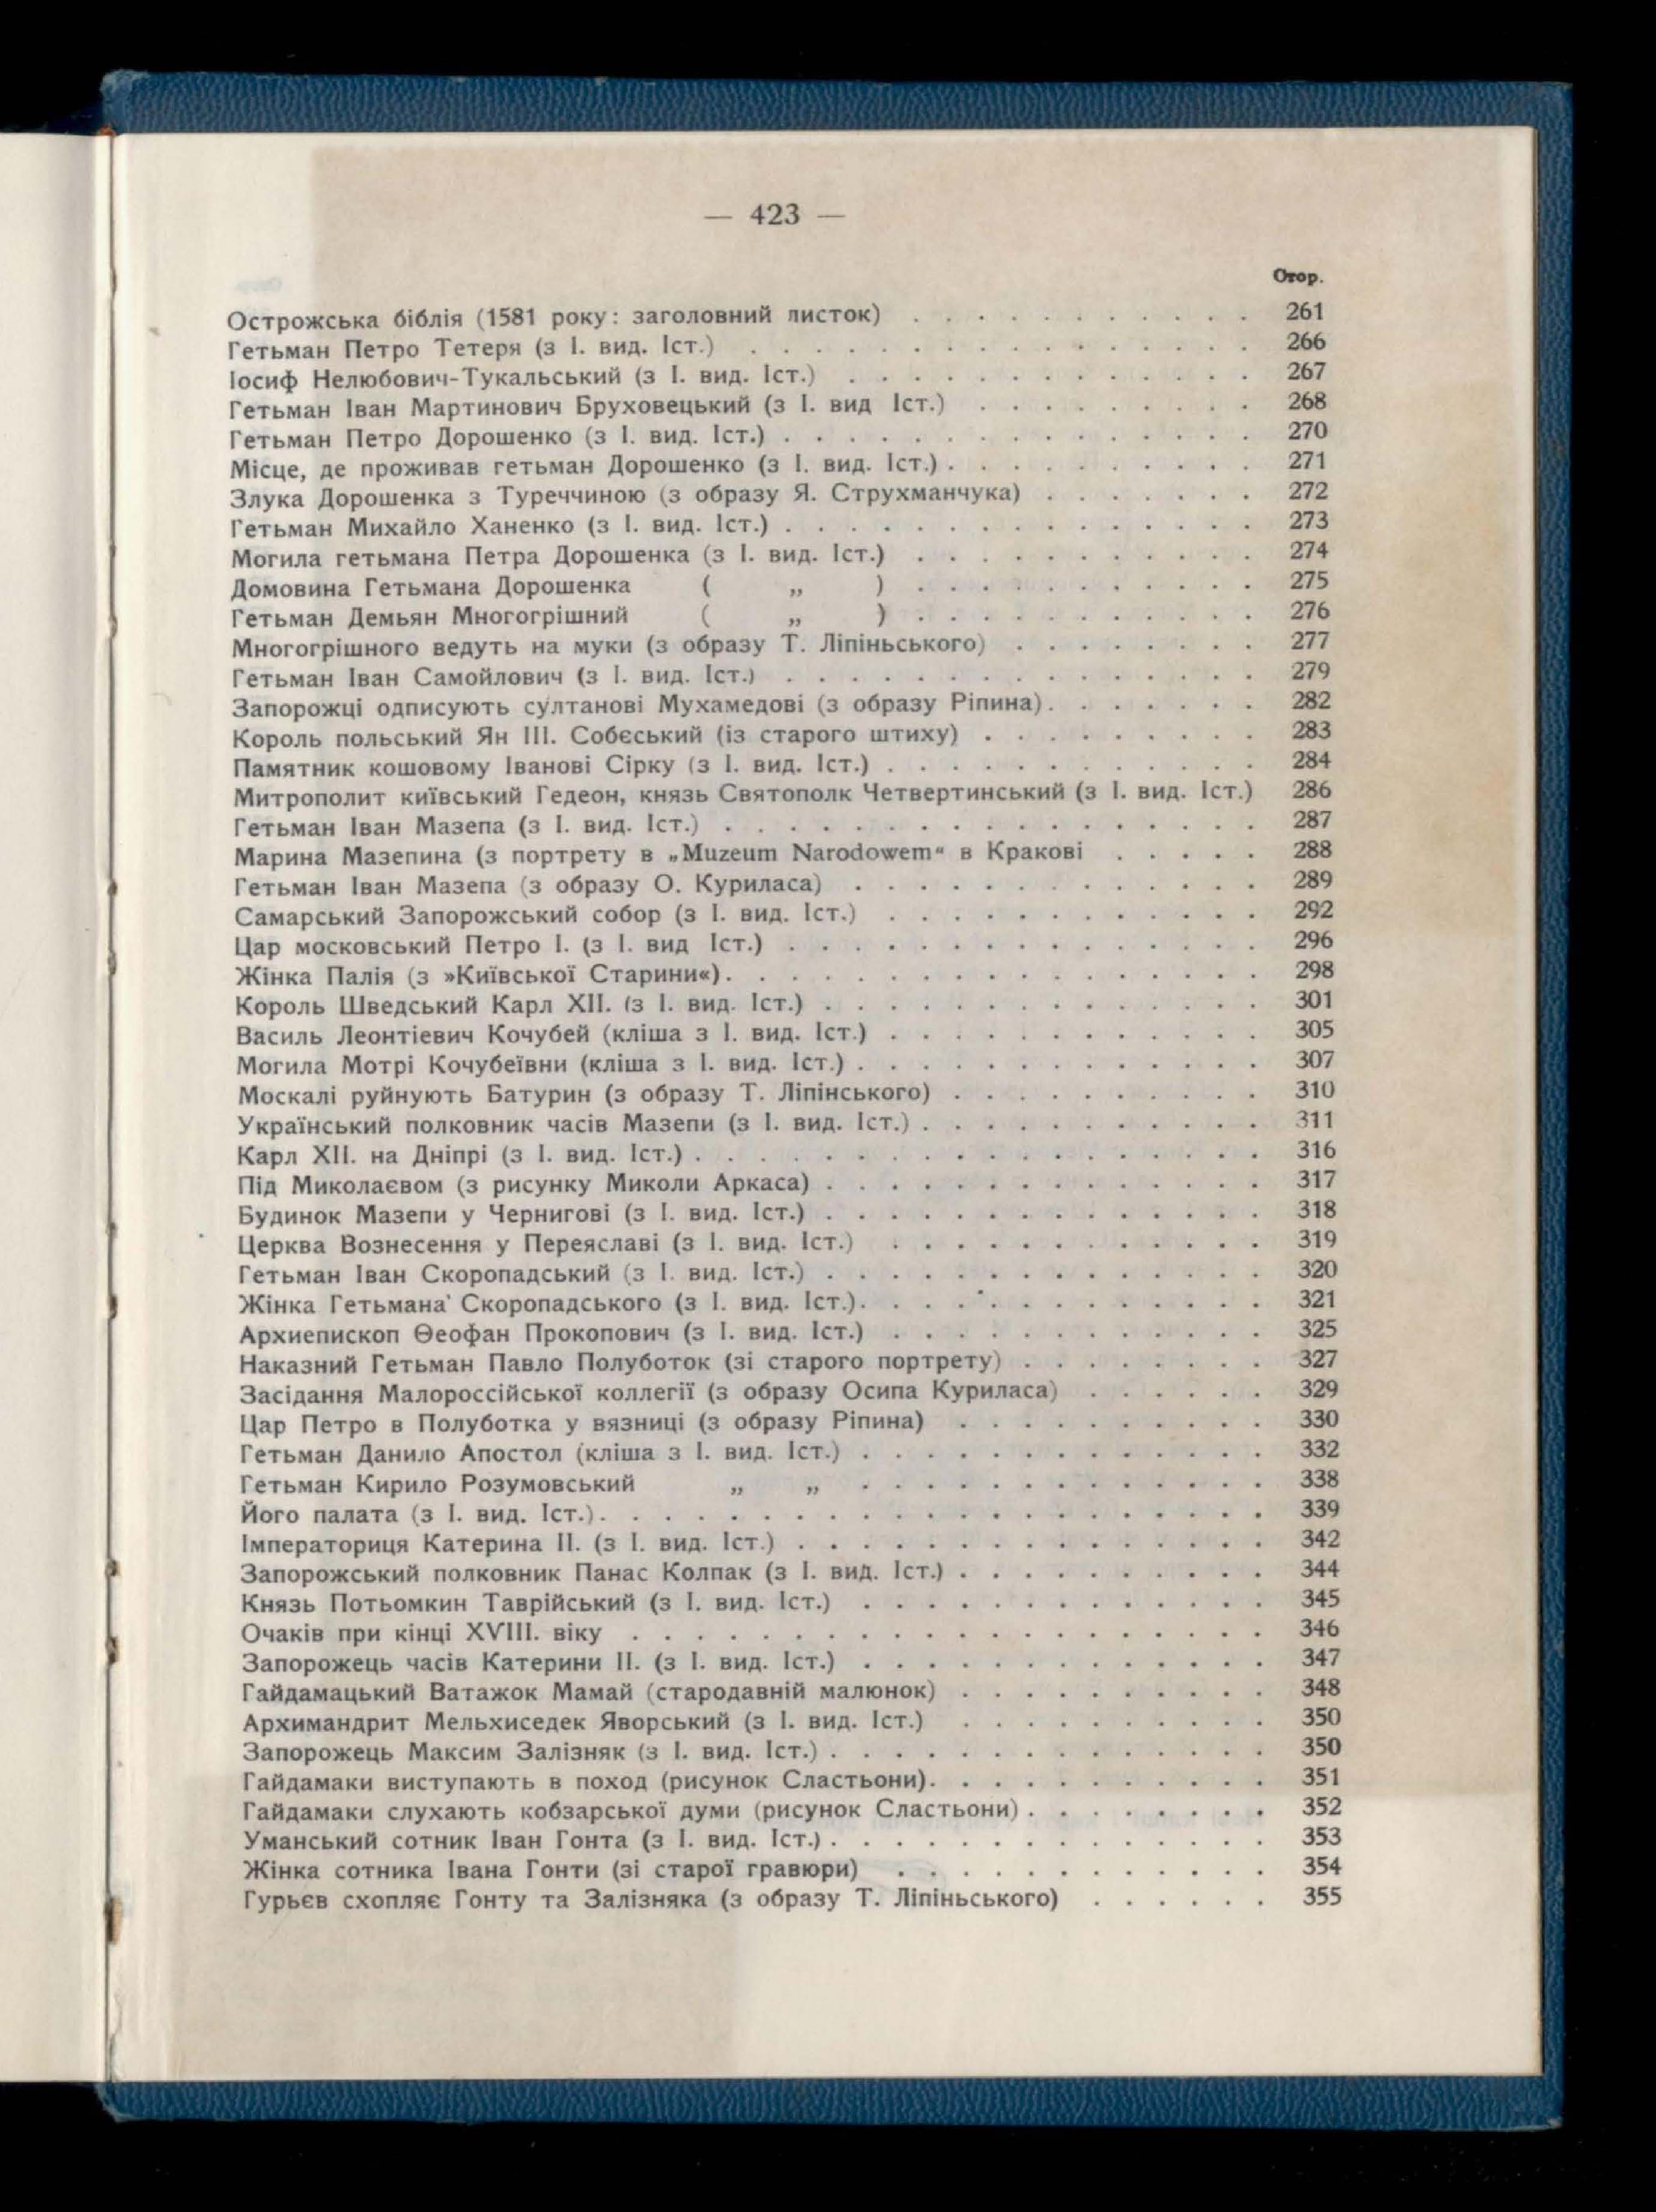 — 423 —
Стор.
Острожська біблія (1581 року: заголовний листок) . . . . . . . . . . . 261
Гетьман Петро Тетеря (з І. вид. Іст.) . . . . . . . . . . . . . . . . 266
Іосиф Нелюбович-Тукальський (з І. вид. Іст.) . . . . . . . . . . . . . 267
Гетьман Іван Мартинович Бруховецький (з І. вид Іст.) . . . . . . . . . 268
Гетьман Петро Дорошенко (з І. вид. Іст.) . . . . . . . . . . . . . . . 270
Місце, де проживав гетьман Дорошенко (з І. вид. Іст.) . . . . . . . . . . 271
Злука Дорошенка з Туреччиною (з образу Я. Струхманчука) . . . . . . . 272
Гетьман Михайло Ханенко (з І. вид. Іст.) . . . . . . . . . . . . . . . 273
Могила гетьмана Петра Дорошенка (з І. вид. Іст.) . . . . . . . . . . . 274
Домовина Гетьмана Дорошенка ( „ ) . . . . . . . . . . . 275
Гетьман Демьян Многогрішний ( „ ) . . . . . . . . . . . 276
Многогрішного ведуть на муки (з образу Т. Ліпіньського) . . . . . . . . 277
Гетьман Іван Самойлович (з І. вид. Іст.) . . . . . . . . . . . . . . . 279
Запорожці одписують султанові Мухамедові (з образу Ріпина) . . . . . . . 282
Король польський Ян III. Собєський (із старого штиху) . . . . . . . . . 283
Памятник кошовому Іванові Сірку (з І. вид. Іст.) . . . . . . . . . . . . 284
Митрополит київський Гедеон, князь Святополк Четвертинський (з І. вид. Іст.) 286
Гетьман Іван Мазепа (з І. вид. Іст.) . . . . . . . . . . . . . . . . . 287
Марина Мазепина (з портрету в „Muzeum Narodowem“ в Кракові . . . . . 288
Гетьман Іван Мазепа (з образу О. Куриласа) . . . . . . . . . . . . . 289
Самарський Запорожський собор (з І. вид. Іст.) . . . . . . . . . . . . 292
Цар московський Петро І. (з І. вид Іст.) . . . . . . . . . . . . . . . 296
Жінка Палія (з »Київської Старини«) . . . . . . . . . . . . . . . . . 298
Король Шведський Карл XII. (з І. вид. Іст.) . . . . . . . . . . . . . . 301
Василь Леонтієвич Кочубей (кліша з І. вид. Іст.) . . . . . . . . . . . . 305
Могила Мотрі Кочубеївни (кліша з І. вид. Іст.) . . . . . . . . . . . . . 307
Москалі руйнують Батурин (з образу Т. Ліпінського) . . . . . . . . . . 310
Український полковник часів Мазепи (з І. вид. Іст.) . . . . . . . . . . . 311
Карл XII. на Дніпрі (з І. вид. Іст.) . . . . . . . . . . . . . . . . . . 316
Під Миколаєвом (з рисунку Миколи Аркаса) . . . . . . . . . . . . . . 317
Будинок Мазепи у Чернигові (з І. вид. Іст.) . . . . . . . . . . . . . . 318
Церква Вознесення у Переяславі (з І. вид. Іст.) . . . . . . . . . . . . 319
Гетьман Іван Скоропадський (з І. вид. Іст.) . . . . . . . . . . . . . . 320
Жінка Гетьмана Скоропадського (з І. вид. Іст.) . . . . . . . . . . . . . 321
Архиепископ Ѳеофан Прокопович (з І. вид. Іст.) . . . . . . . . . . . . 325
Наказний Гетьман Павло Полуботок (зі старого портрету) . . . . . . . . 327
Засідання Малороссійської коллегії (з образу Осипа Куриласа) . . . . . . 329
Цар Петро в Полуботка у вязниці (з образу Ріпина) . . . . . . . . . . 330
Гетьман Данило Апостол (кліша з І. вид. Іст.) . . . . . . . . . . . . . 332
Гетьман Кирило Розумовський „ „ . . . . . . . . . . . . . 338
Його палата (з І. вид. Іст.) . . . . . . . . . . . . . . . . . . . . . 339
Імператориця Катерина II. (з І. вид. Іст.) . . . . . . . . . . . . . . . 342
Запорожський полковник Панас Колпак (з І. вид. Іст.) . . . . . . . . . . 344
Князь Потьомкин Таврійський (з І. вид. Іст.) . . . . . . . . . . . . . 345
Очаків при кінці XVIII. віку . . . . . . . . . . . . . . . . . . . . 346
Запорожець часів Катерини II. (з І. вид. Іст.) . . . . . . . . . . . . . 347
Гайдамацький Ватажок Мамай (стародавній малюнок) . . . . . . . . . . 348
Архимандрит Мельхиседек Яворський (з І. вид. Іст.) . . . . . . . . . . 350
Запорожець Максим Залізняк (з І. вид. Іст.) . . . . . . . . . . . . . . 350
Гайдамаки виступають в поход (рисунок Сластьони) . . . . . . . . . . . 351
Гайдамаки слухають кобзарської думи (рисунок Сластьони) . . . . . . . . 352
Уманський сотник Іван Гонта (з І. вид. Іст.) . . . . . . . . . . . . . . 353
Жінка сотника Івана Гонти (зі старої гравюри) . . . . . . . . . . . . 354
Гурьєв схопляє Гонту та Залізняка (з образу Т. Ліпіньського) . . . . . . 355